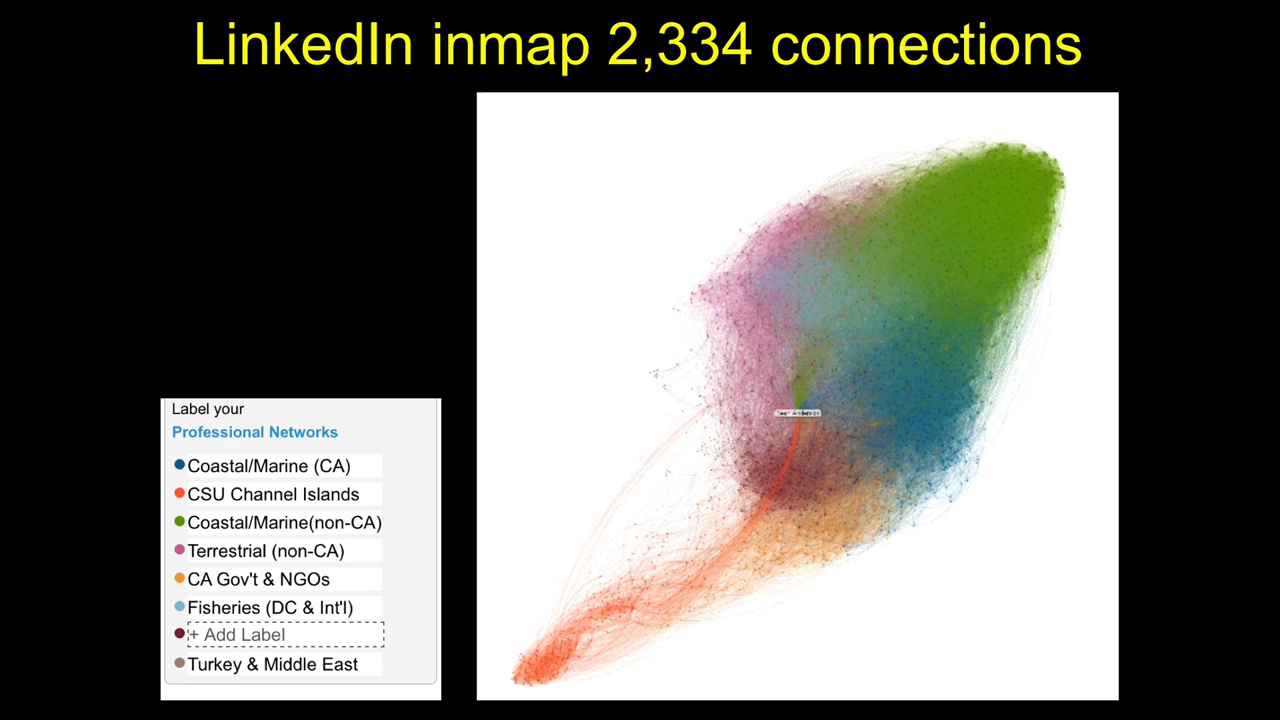 LinkedIn inmap 2,334 connections
Label your
Professional Networks
Coastal/Marine (CA)
CSU Channel Islands
Coastal/Marine(non-CA)
Terrestrial (non-CA)
CA Gov't & NGOs
Fisheries (DC & Int'l)
+ Add Label
Turkey & Middle East